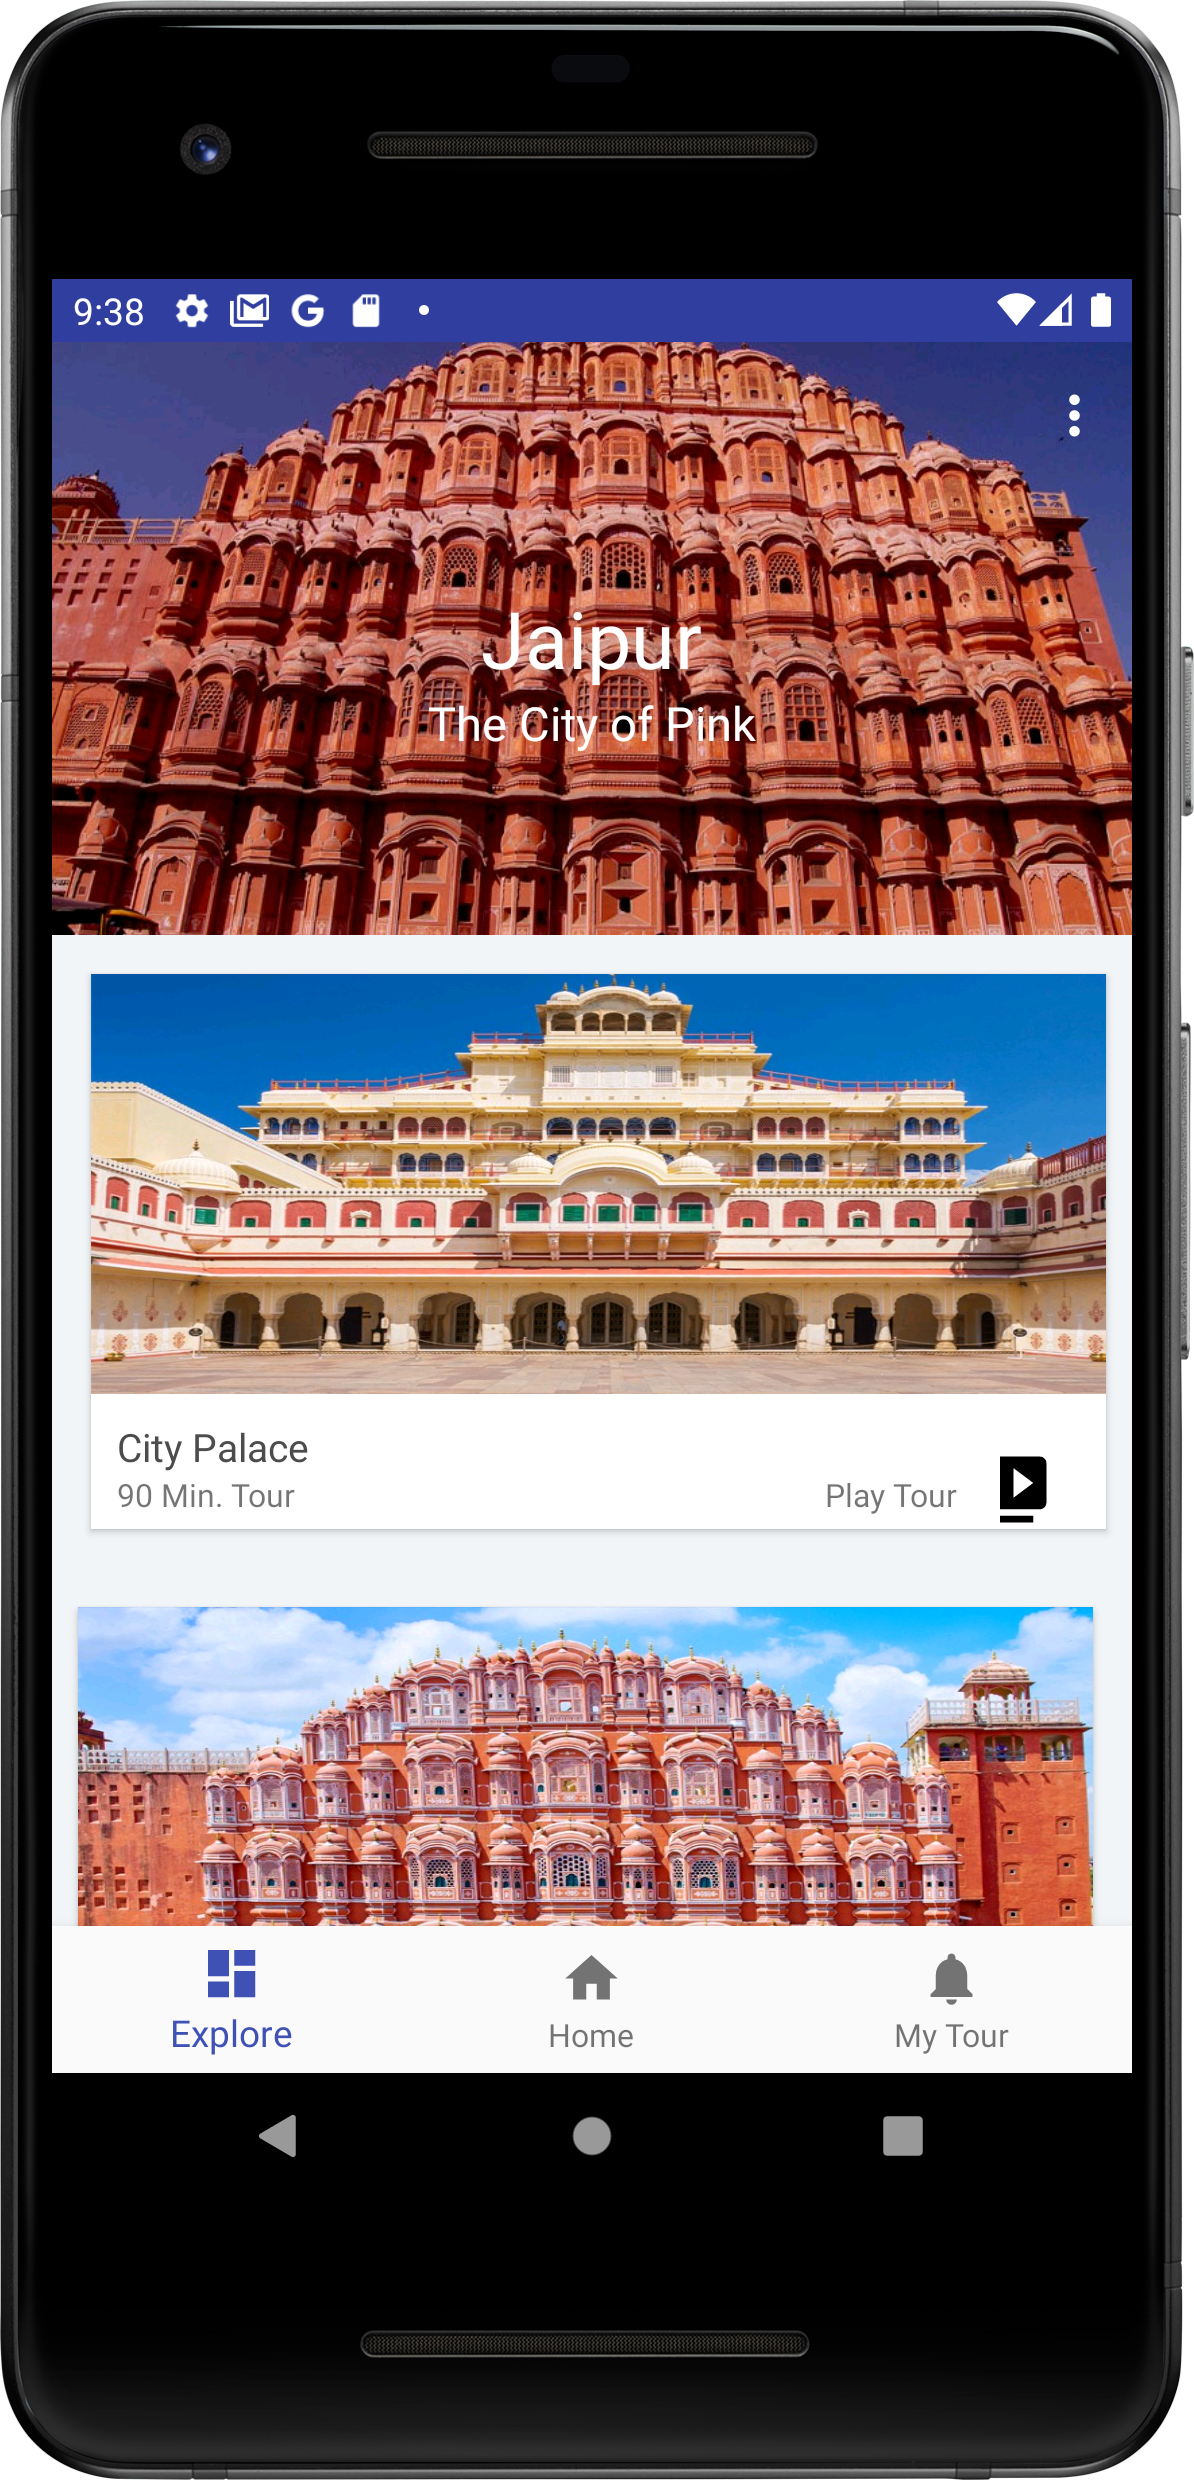 9:38
Jaipur
The City of Pink
City Palace
90 Min. Tour
Play Tour
Explore
Home
My Tour